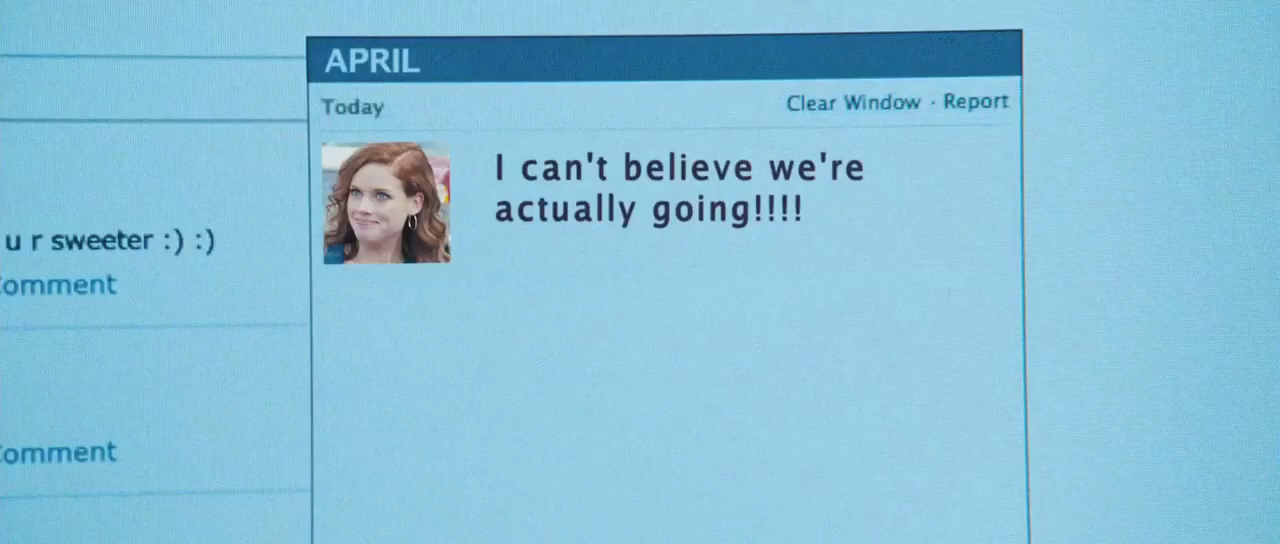 APRIL
Today
Clear Window · Report
I can't believe we're
actually going!!!!
u r sweeter :) :)
omment
omment